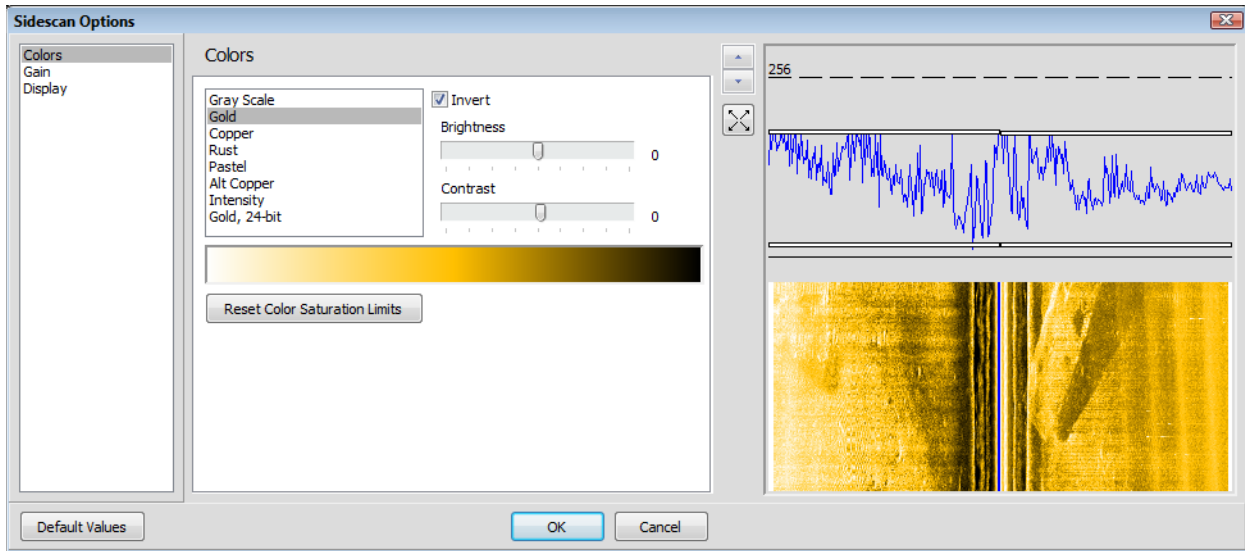 Sidescan Options
Colors
Gain
Display
Colors
Gray Scale
Gold
Copper
Rust
Pastel
Alt Copper
Intensity
Gold, 24-bit
Invert
Brightness
0
Contrast
0
Reset Color Saturation Limits
256
Default Values
OK
Cancel